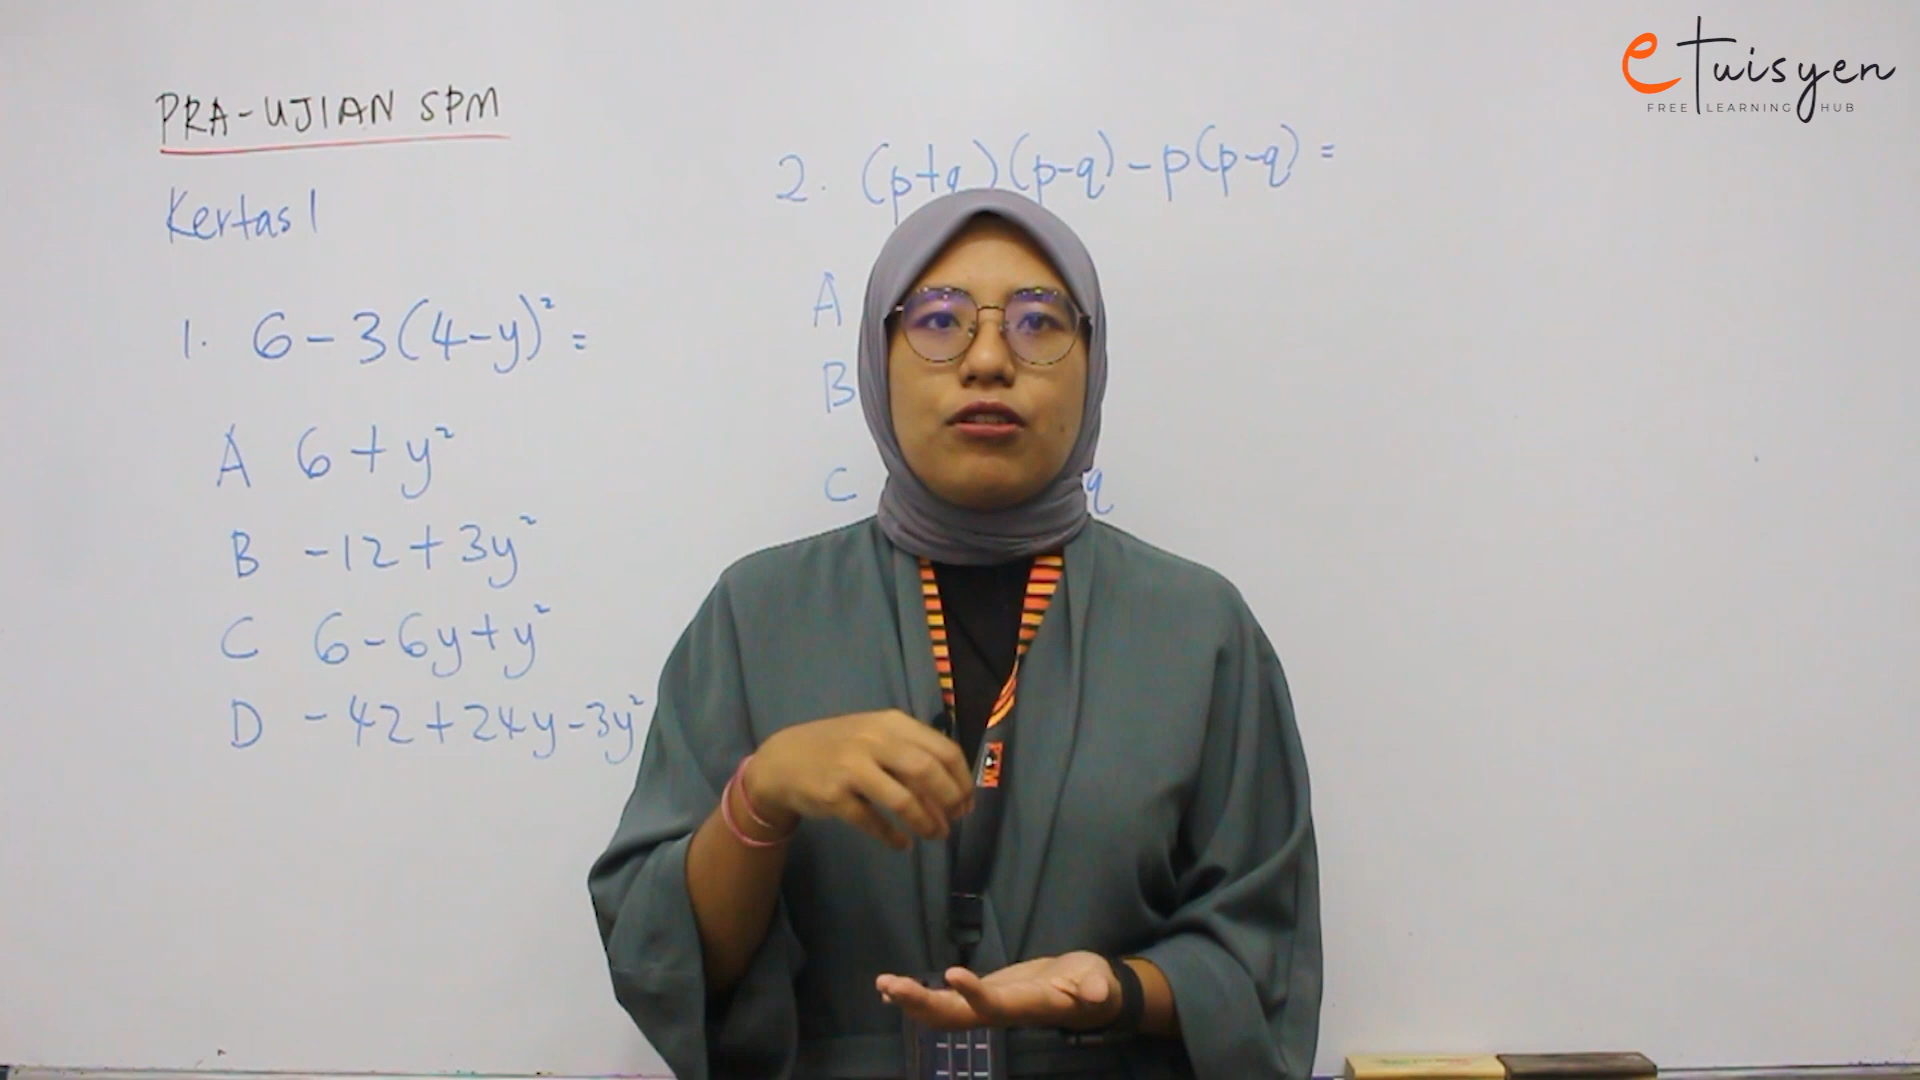 PRA-UJIAN SPM
Kertas 1
1. 6-3(4-y)² =
A 6+y²
B -12+3y²
C 6-6y+y²
D -42+24y-3y²
2. (p+q)(p-q)-p(p-q) =
A
B
C q
eTuisyen
FREE LEARNING HUB